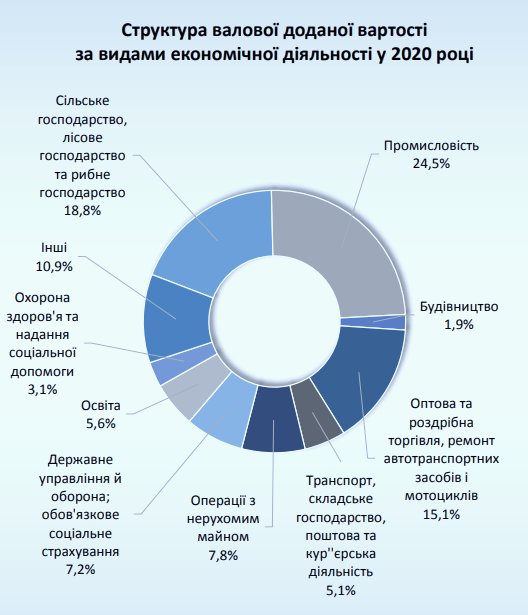 Структура валової доданої вартості
за видами економічної діяльності у 2020 році
Сільське
господарство,
лісове
господарство
та рибне
господарство
18,8%
Промисловість
24,5%
Інші
10,9%
Будівництво
1,9%
Охорона
здоров'я та
надання
соціальної
допомоги
3,1%
Освіта
5,6%
Оптова та
роздрібна
торгівля, ремонт
автотранспортних
засобів і
мотоциклів
15,1%
Державне
управління й
оборона;
обов'язкове
соціальне
страхування
7,2%
Операції з
нерухомим
майном
7,8%
Транспорт,
складське
господарство,
поштова та
кур''єрська
діяльність
5,1%